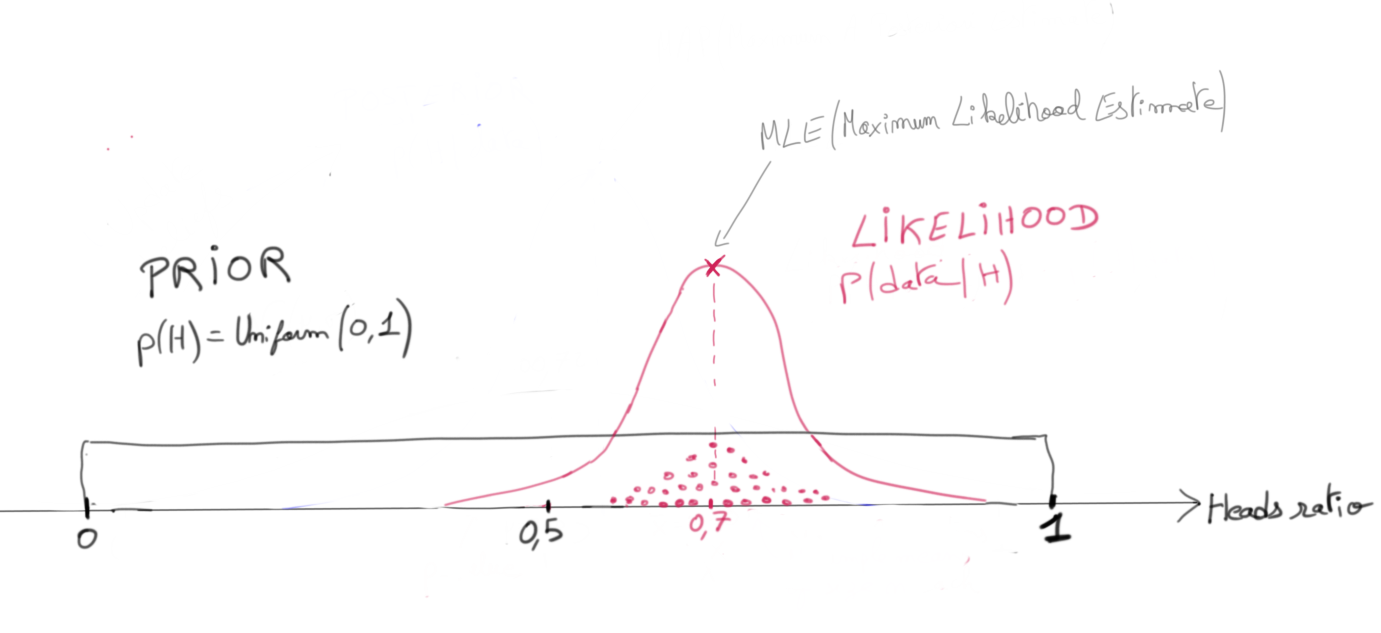 MLE (Maximum Likelihood Estimate)
LIKELIHOOD
P(data | H)
PRIOR
p(H) = Uniform (0,1)
0
0,5
0,7
1
Heads ratio